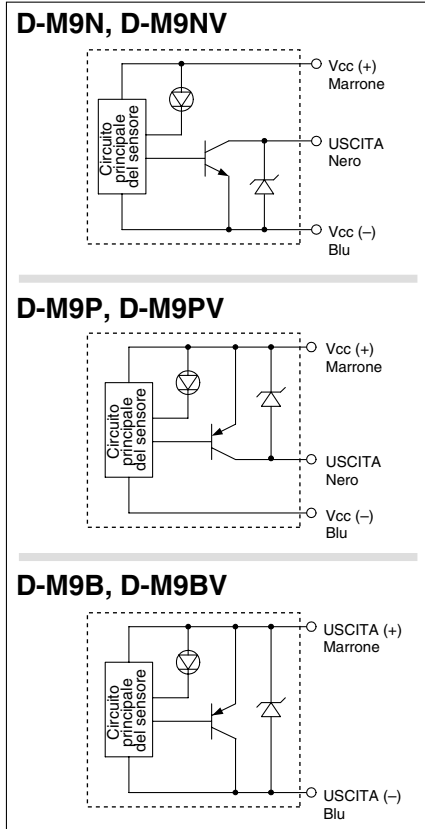 D-M9N, D-M9NV
Vcc (+)
Marrone
Circuito
principale
del sensore
USCITA
Nero
Vcc (–)
Blu
D-M9P, D-M9PV
Vcc (+)
Marrone
Circuito
principale
del sensore
USCITA
Nero
Vcc (–)
Blu
D-M9B, D-M9BV
USCITA (+)
Marrone
Circuito
principale
del sensore
USCITA (–)
Blu